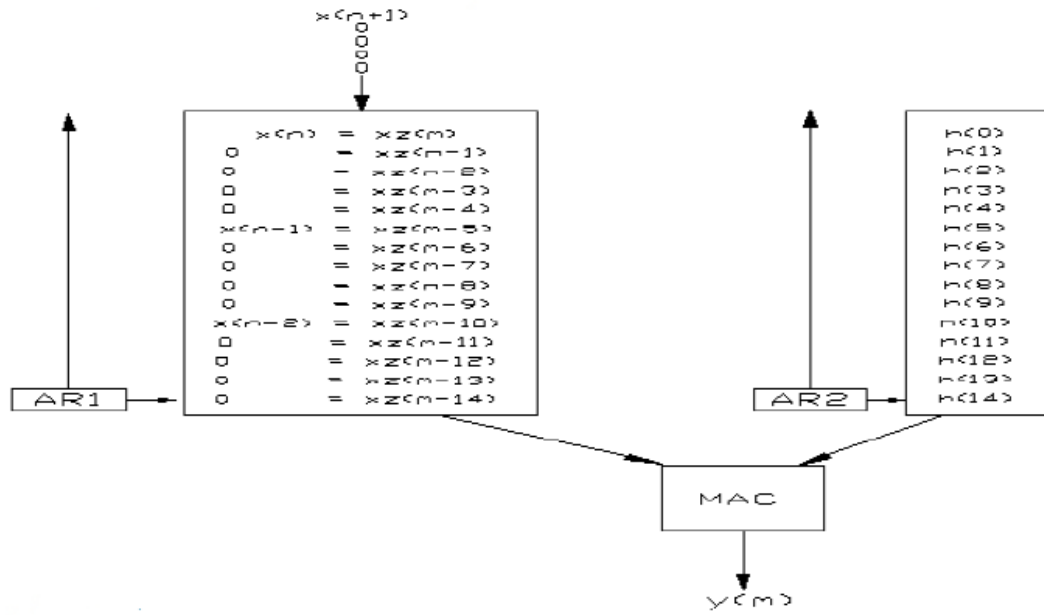 x(n+1)
0
0
0
0
x(n) = xz(m)
0 = xz(n-1)
0 = xz(n-2)
0 = xz(n-3)
0 = xz(n-4)
x(n-1) = xz(n-5)
0 = xz(n-6)
0 = xz(n-7)
0 = xz(n-8)
0 = xz(n-9)
x(n-2) = xz(n-10)
0 = xz(n-11)
0 = xz(n-12)
0 = xz(n-13)
0 = xz(n-14)
AR1
h(0)
h(1)
h(2)
h(3)
h(4)
h(5)
h(6)
h(7)
h(8)
h(9)
h(10)
h(11)
h(12)
h(13)
h(14)
AR2
MAC
y(m)